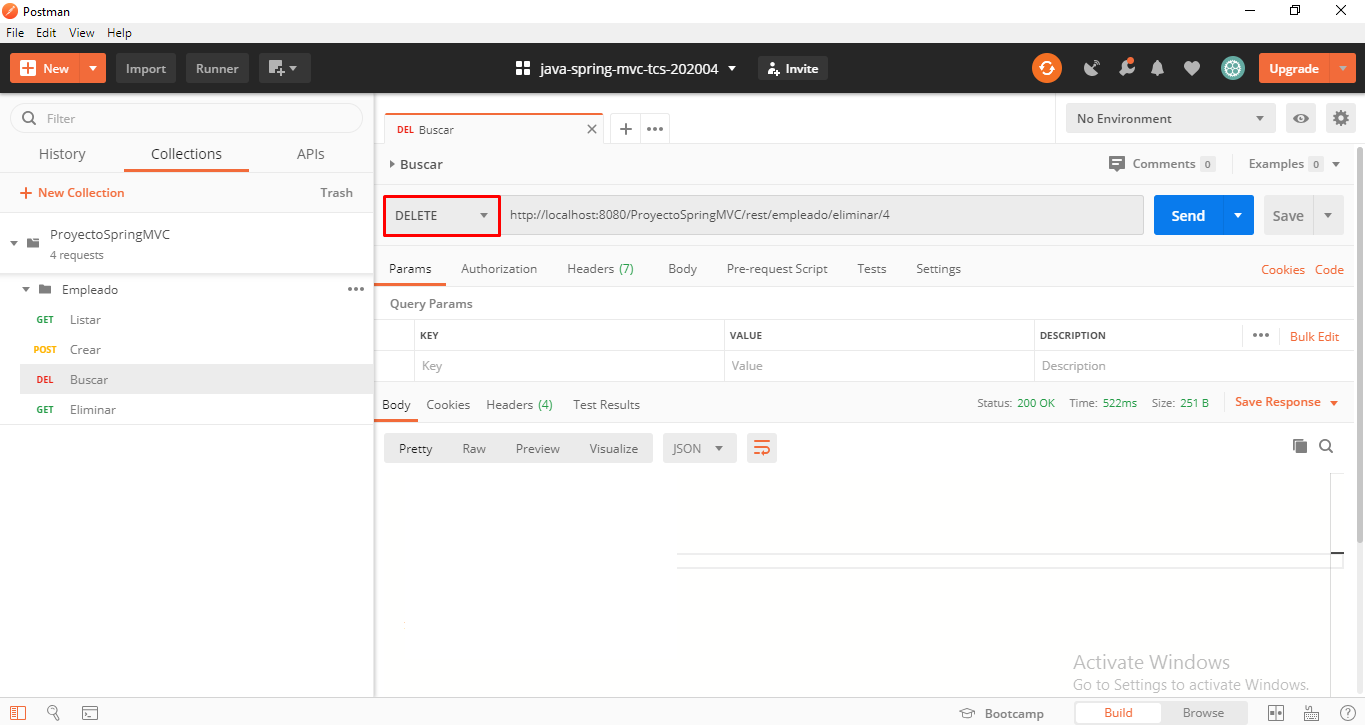 Postman
File Edit View Help
New Import Runner java-spring-mvc-tcs-202004 Invite Upgrade
Filter
History Collections APIs
New Collection Trash
ProyectoSpringMVC
4 requests
Empleado
GET Listar
POST Crear
DEL Buscar
GET Eliminar
DEL Buscar
No Environment
Buscar Comments 0 Examples 0
DELETE http://localhost:8080/ProyectoSpringMVC/rest/empleado/eliminar/4 Send Save
Params Authorization Headers (7) Body Pre-request Script Tests Settings Cookies Code
Query Params
KEY VALUE DESCRIPTION Bulk Edit
Key Value Description
Body Cookies Headers (4) Test Results Status: 200 OK Time: 522ms Size: 251 B Save Response
Pretty Raw Preview Visualize JSON
Activate Windows
Go to Settings to activate Windows.
Bootcamp Build Browse